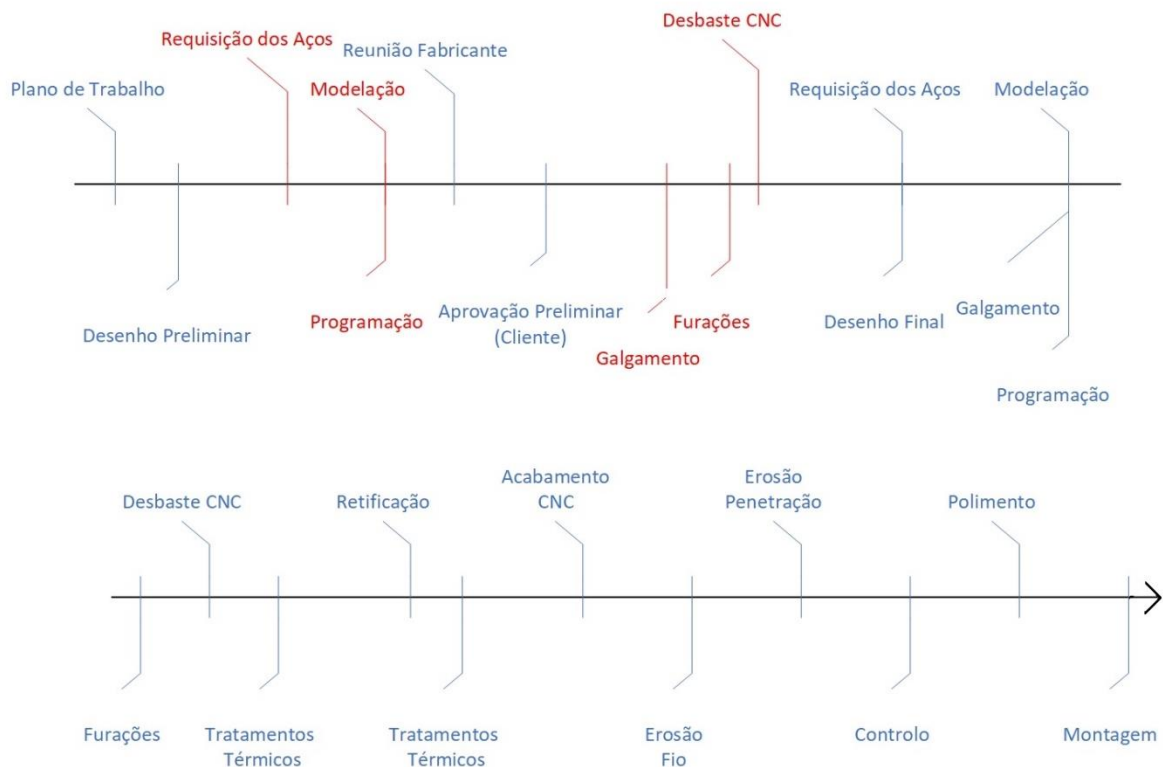 Desbaste CNC
Requisição dos Aços
Reunião Fabricante
Plano de Trabalho
Modelação
Requisição dos Aços
Modelação
Desenho Preliminar
Programação
Aprovação Preliminar
(Cliente)
Galgamento
Furações
Desenho Final
Galgamento
Programação
Desbaste CNC
Retificação
Acabamento
CNC
Erosão
Penetração
Polimento
Furações
Tratamentos
Térmicos
Tratamentos
Térmicos
Erosão
Fio
Controlo
Montagem